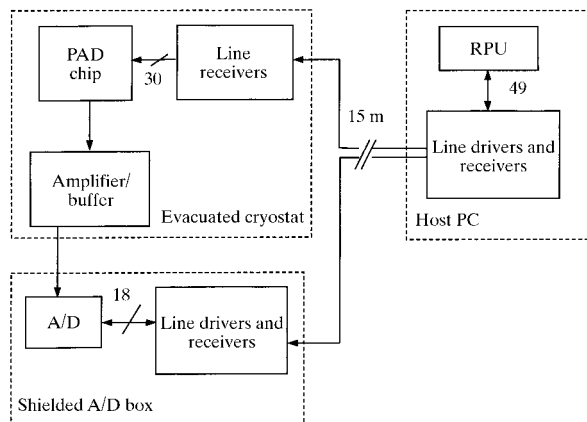 PAD
chip
30
Line
receivers
Amplifier/
buffer
Evacuated cryostat
15 m
RPU
49
Line drivers and
receivers
Host PC
A/D
18
Line drivers and
receivers
Shielded A/D box